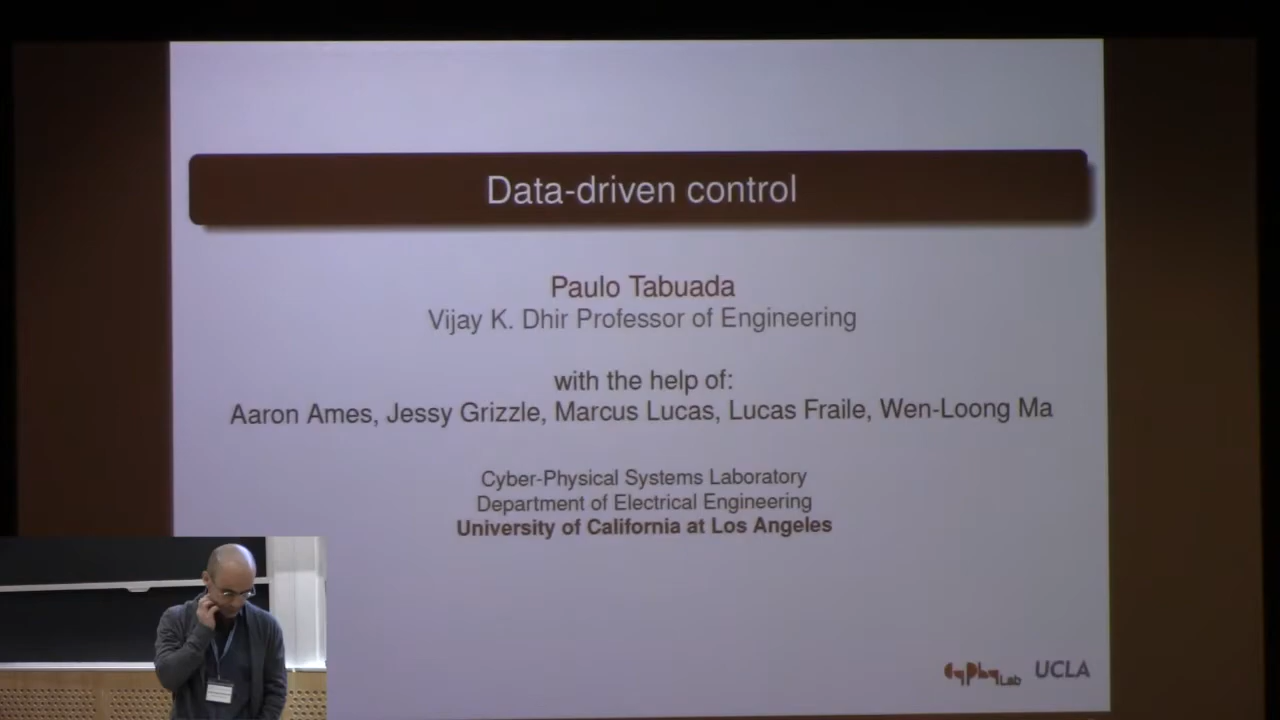 Data-driven control
Paulo Tabuada
Vijay K. Dhir Professor of Engineering
with the help of:
Aaron Ames, Jessy Grizzle, Marcus Lucas, Lucas Fraile, Wen-Loong Ma
Cyber-Physical Systems Laboratory
Department of Electrical Engineering
University of California at Los Angeles
CyPhyLab UCLA